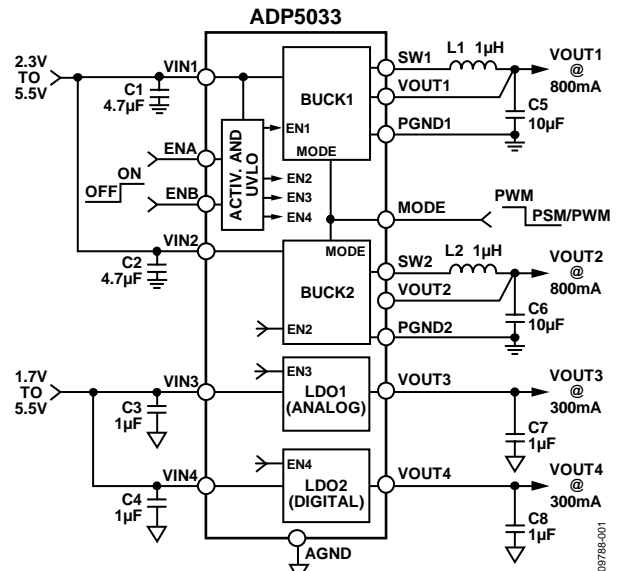 ADP5033
2.3V
TO
5.5V
VIN1
C1
4.7µF
SW1
L1 1µH
VOUT1
@
800mA
VOUT1
BUCK1
C5
10µF
EN1
PGND1
MODE
ENA
ACTIV. AND
UVLO
ON
OFF
EN2
EN3
EN4
ENB
MODE
PWM
PSM/PWM
VIN2
C2
4.7µF
MODE
SW2
L2 1µH
VOUT2
@
800mA
BUCK2
VOUT2
C6
10µF
EN2
PGND2
1.7V
TO
5.5V
VIN3
C3
1µF
EN3
LDO1
(ANALOG)
VOUT3
VOUT3
@
300mA
C7
1µF
VIN4
C4
1µF
EN4
LDO2
(DIGITAL)
VOUT4
VOUT4
@
300mA
C8
1µF
AGND
09788-001